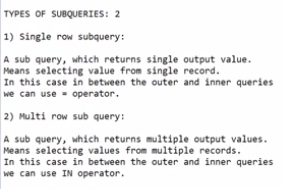 TYPES OF SUBQUERIES: 2
1) Single row subquery:
A sub query, which returns single output value.
Means selecting value from single record.
In this case in between the outer and inner queries
we can use = operator.
2) Multi row sub query:
A sub query, which returns multiple output values.
Means selecting values from multiple records.
In this case in between the outer and inner queries
we can use IN operator.